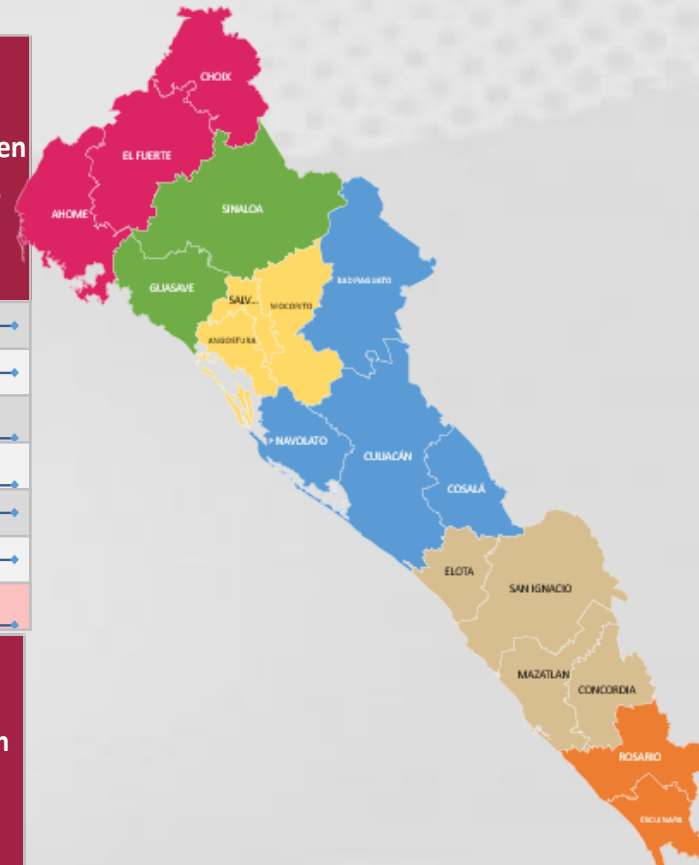 CHOIX
en
EL FUERTE
SINALOA
AHOME
BADIRAGUATO
GUASAVE
SALV...
MOCORITO
ANGOSTURA
NAVOLATO
CULIACÁN
COSALÁ
ELOTA
SAN IGNACIO
MAZATLAN
CONCORDIA
n
ROSARIO
ESCUINAPA